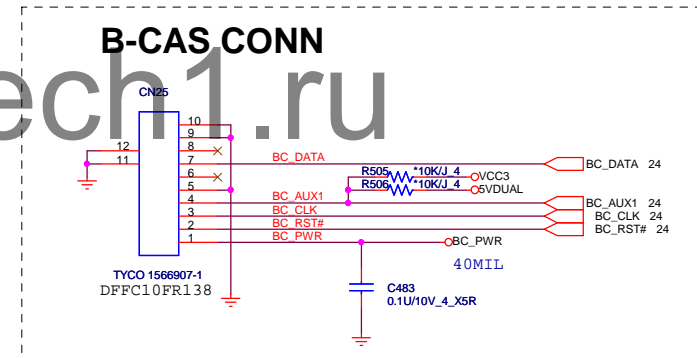 B-CAS CONN
ech1.ru
CN25
10
9
8
7
6
5
4
3
2
1
12
11
BC_DATA
BC_AUX1
BC_CLK
BC_RST#
BC_PWR
R505 *10K/J_4 VCC3
R506 *10K/J_4 5VDUAL
BC_DATA 24
BC_AUX1 24
BC_CLK 24
BC_RST# 24
BC_PWR
40MIL
C483
0.1U/10V_4_X5R
TYCO 1566907-1
DFFC10FR138